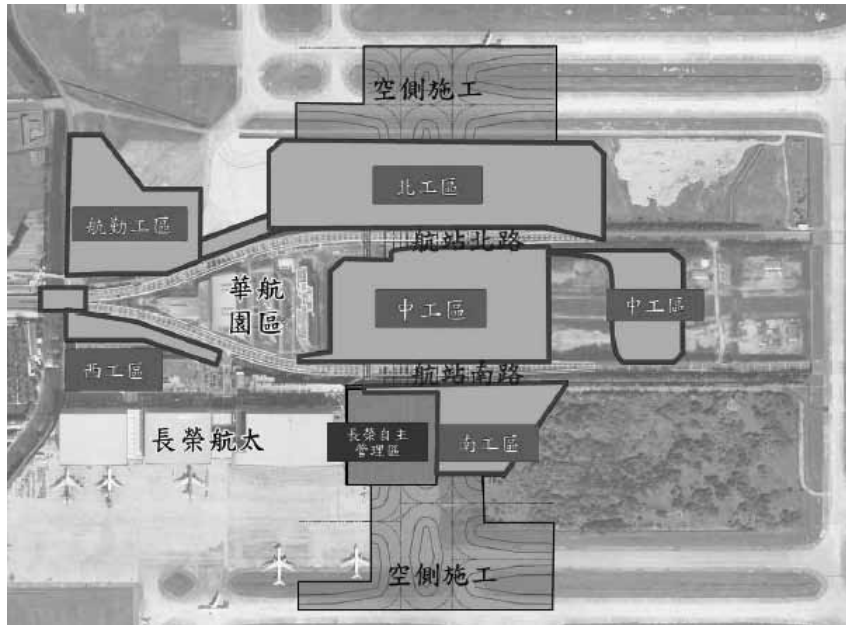 空側施工
北工區
航勤工區
航站北路
華航
園區
中工區
中工區
西工區
航站南路
長榮航太
長榮自主
管理區
南工區
空側施工